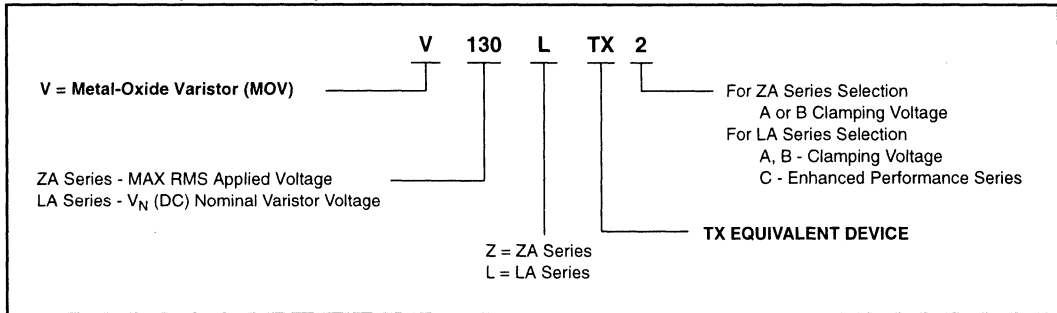 V 130 L TX 2
V = Metal-Oxide Varistor (MOV)
For ZA Series Selection
A or B Clamping Voltage
For LA Series Selection
A, B - Clamping Voltage
C - Enhanced Performance Series
ZA Series - MAX RMS Applied Voltage
LA Series - VN (DC) Nominal Varistor Voltage
TX EQUIVALENT DEVICE
Z = ZA Series
L = LA Series